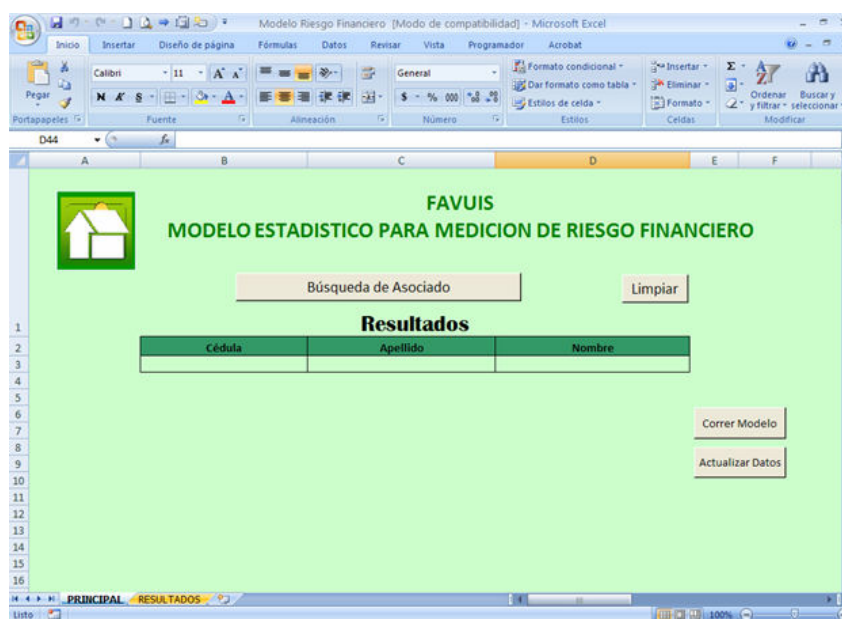 Modelo Riesgo Financiero [Modo de compatibilidad] - Microsoft Excel
Inicio Insertar Diseño de página Fórmulas Datos Revisar Vista Programador Acrobat
Pegar
Calibri 11 A A General Formato condicional Insertar Σ
N K S A $ % 000 Dar formato como tabla Eliminar
Estilos de celda Formato
Ordenar y filtrar Buscar y seleccionar
Portapapeles Fuente Alineación Número Estilos Celdas Modificar
D44 fx
A B C D E F
FAVUIS
MODELO ESTADISTICO PARA MEDICION DE RIESGO FINANCIERO
Búsqueda de Asociado Limpiar
1 Resultados
2 Cédula Apellido Nombre
3
4
5
6
7 Correr Modelo
8
9 Actualizar Datos
10
11
12
13
14
15
16
PRINCIPAL RESULTADOS
Listo 100%